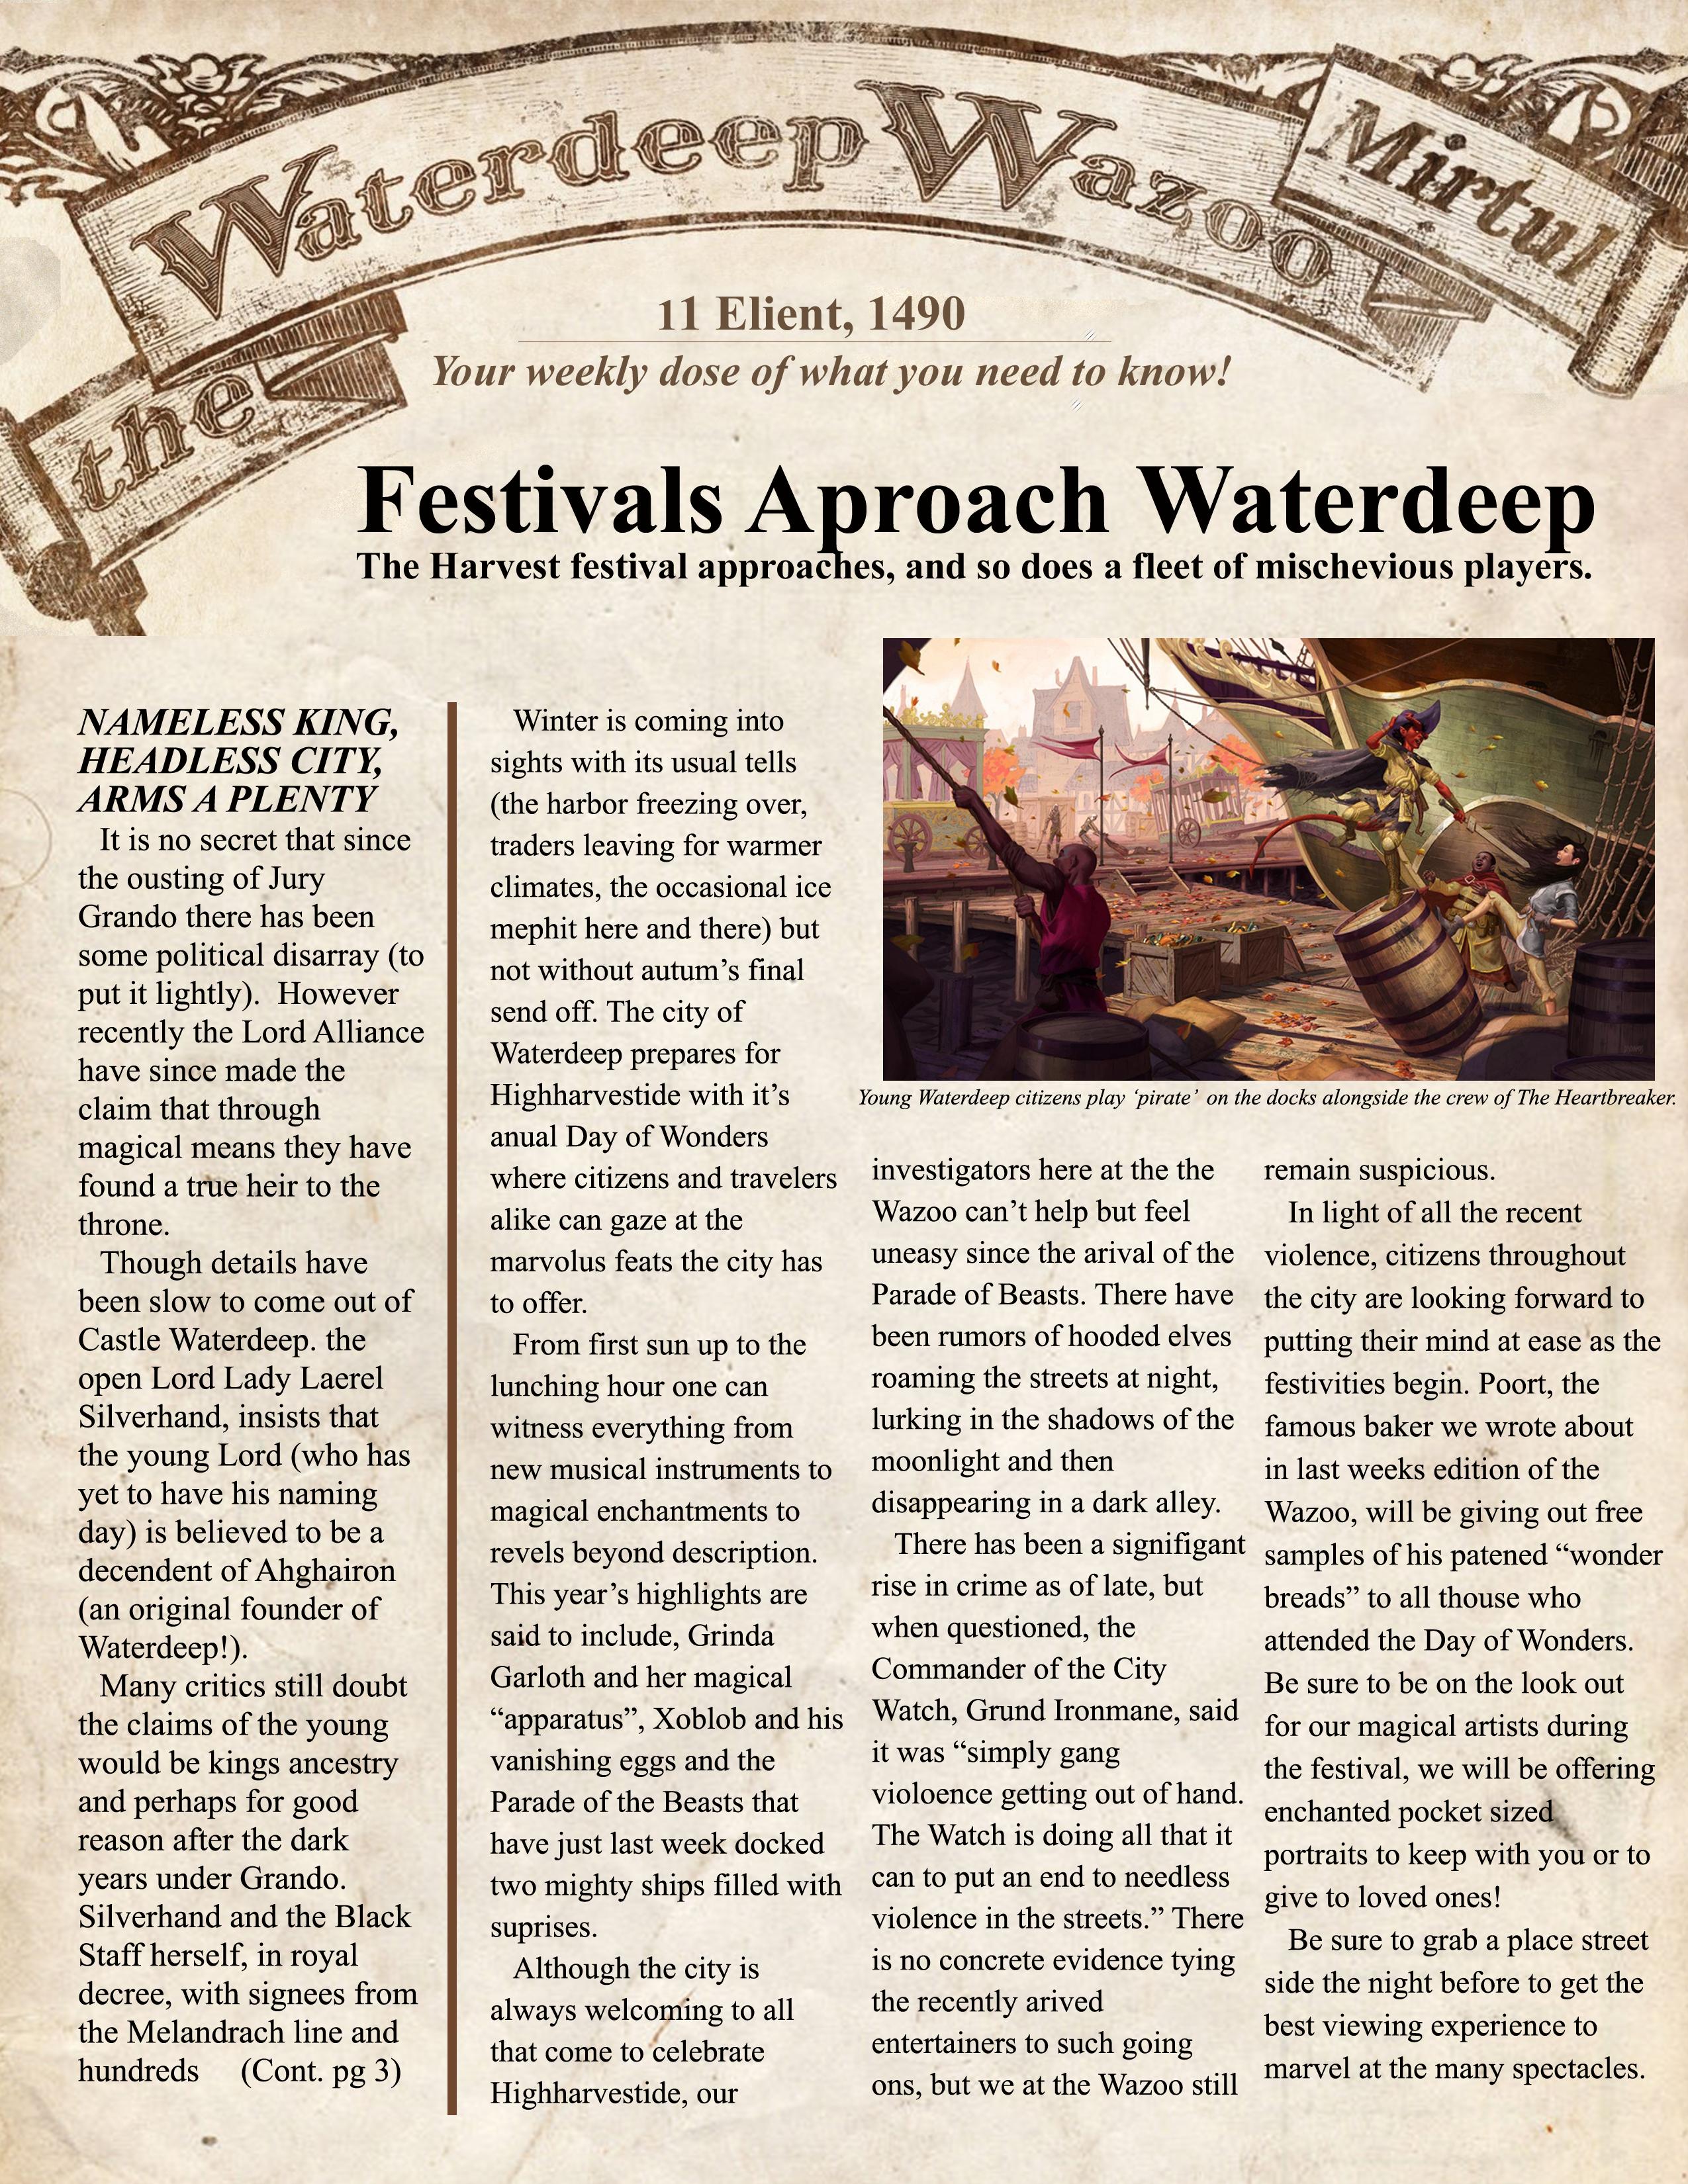 the Waterdeep Wazoo Mirtul
11 Elient, 1490
Your weekly dose of what you need to know!
Festivals Aproach Waterdeep
The Harvest festival approaches, and so does a fleet of mischevious players.
NAMELESS KING,
HEADLESS CITY,
ARMS A PLENTY
It is no secret that since
the ousting of Jury
Grando there has been
some political disarray (to
put it lightly).  However
recently the Lord Alliance
have since made the
claim that through
magical means they have
found a true heir to the
throne.
Though details have
been slow to come out of
Castle Waterdeep. the
open Lord Lady Laerel
Silverhand, insists that
the young Lord (who has
yet to have his naming
day) is believed to be a
decendent of Ahghairon
(an original founder of
Waterdeep!).
Many critics still doubt
the claims of the young
would be kings ancestry
and perhaps for good
reason after the dark
years under Grando.
Silverhand and the Black
Staff herself, in royal
decree, with signees from
the Melandrach line and
hundreds     (Cont. pg 3)
Winter is coming into
sights with its usual tells
(the harbor freezing over,
traders leaving for warmer
climates, the occasional ice
mephit here and there) but
not without autum’s final
send off. The city of
Waterdeep prepares for
Highharvestide with it’s
anual Day of Wonders
where citizens and travelers
alike can gaze at the
marvolus feats the city has
to offer.
From first sun up to the
lunching hour one can
witness everything from
new musical instruments to
magical enchantments to
revels beyond description.
This year’s highlights are
said to include, Grinda
Garloth and her magical
“apparatus”, Xoblob and his
vanishing eggs and the
Parade of the Beasts that
have just last week docked
two mighty ships filled with
suprises.
Although the city is
always welcoming to all
that come to celebrate
Highharvestide, our
Young Waterdeep citizens play ‘pirate’ on the docks alongside the crew of The Heartbreaker.
investigators here at the the
Wazoo can’t help but feel
uneasy since the arival of the
Parade of Beasts. There have
been rumors of hooded elves
roaming the streets at night,
lurking in the shadows of the
moonlight and then
disappearing in a dark alley.
There has been a signifigant
rise in crime as of late, but
when questioned, the
Commander of the City
Watch, Grund Ironmane, said
it was “simply gang
violoence getting out of hand.
The Watch is doing all that it
can to put an end to needless
violence in the streets.” There
is no concrete evidence tying
the recently arived
entertainers to such going
ons, but we at the Wazoo still
remain suspicious.
In light of all the recent
violence, citizens throughout
the city are looking forward to
putting their mind at ease as the
festivities begin. Poort, the
famous baker we wrote about
in last weeks edition of the
Wazoo, will be giving out free
samples of his patened “wonder
breads” to all thouse who
attended the Day of Wonders.
Be sure to be on the look out
for our magical artists during
the festival, we will be offering
enchanted pocket sized
portraits to keep with you or to
give to loved ones!
Be sure to grab a place street
side the night before to get the
best viewing experience to
marvel at the many spectacles.